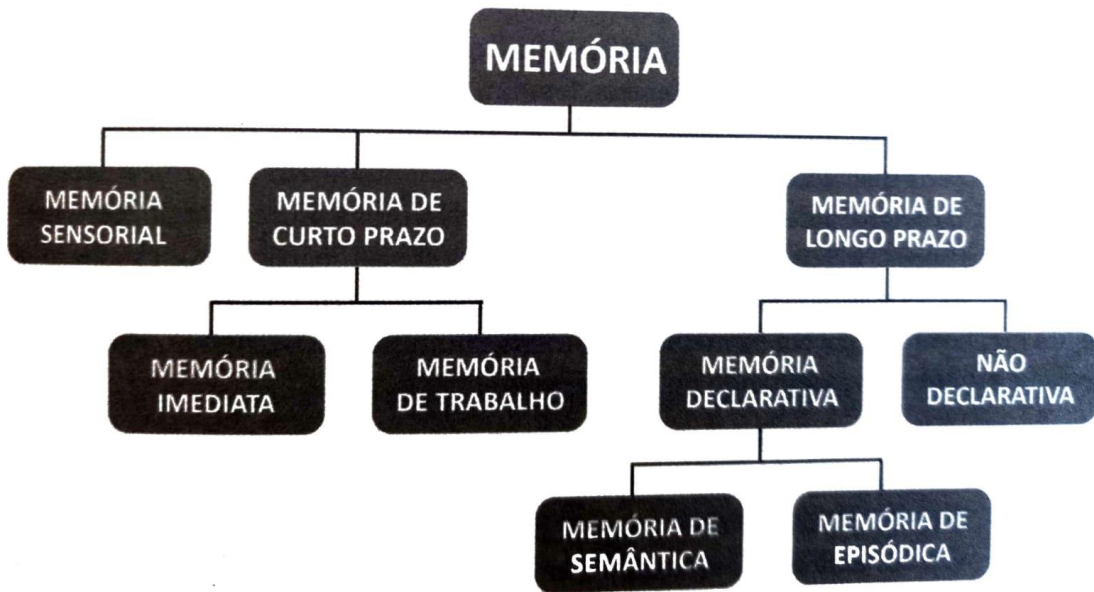 MEMÓRIA
MEMÓRIA
SENSORIAL
MEMÓRIA DE
CURTO PRAZO
MEMÓRIA DE
LONGO PRAZO
MEMÓRIA
IMEDIATA
MEMÓRIA
DE TRABALHO
MEMÓRIA
DECLARATIVA
NÃO
DECLARATIVA
MEMÓRIA DE
SEMÂNTICA
MEMÓRIA DE
EPISÓDICA